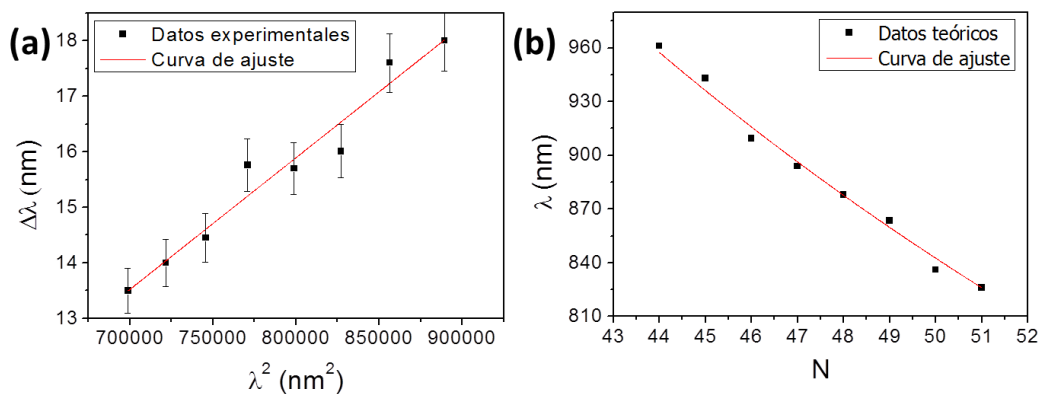 (a)
Datos experimentales
Curva de ajuste
18
17
16
15
14
13
Δλ (nm)
700000 750000 800000 850000 900000
λ² (nm²)
(b)
Datos teóricos
Curva de ajuste
960
930
900
870
840
810
λ (nm)
43 44 45 46 47 48 49 50 51 52
N